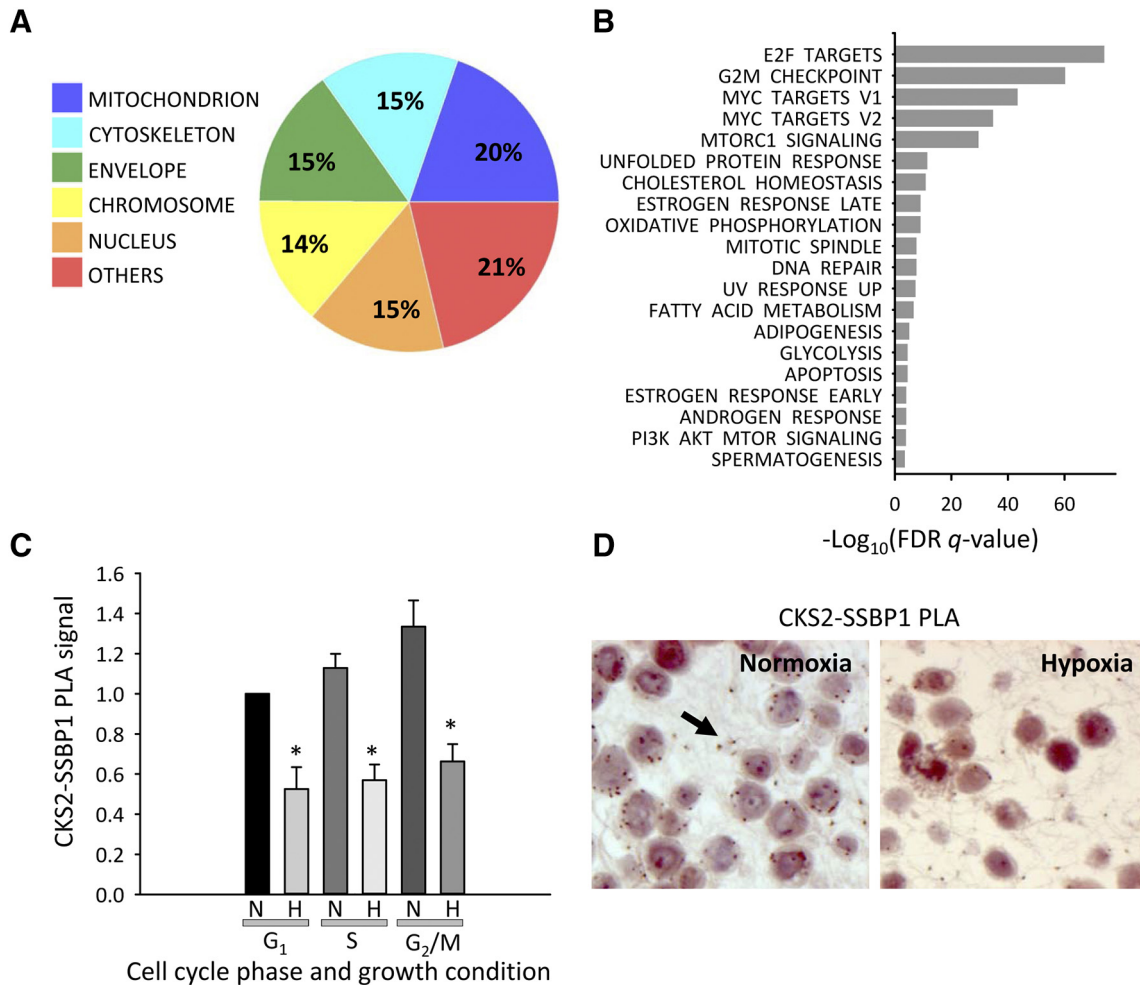 A
MITOCHONDRION
CYTOSKELETON
ENVELOPE
CHROMOSOME
NUCLEUS
OTHERS
15%
20%
15%
14%
21%
15%
B
E2F TARGETS
G2M CHECKPOINT
MYC TARGETS V1
MYC TARGETS V2
MTORC1 SIGNALING
UNFOLDED PROTEIN RESPONSE
CHOLESTEROL HOMEOSTASIS
ESTROGEN RESPONSE LATE
OXIDATIVE PHOSPHORYLATION
MITOTIC SPINDLE
DNA REPAIR
UV RESPONSE UP
FATTY ACID METABOLISM
ADIPOGENESIS
GLYCOLYSIS
APOPTOSIS
ESTROGEN RESPONSE EARLY
ANDROGEN RESPONSE
PI3K AKT MTOR SIGNALING
SPERMATOGENESIS
0 20 40 60
-Log10(FDR q-value)
C
CKS2-SSBP1 PLA signal
1.6
1.4
1.2
1.0
0.8
0.6
0.4
0.2
0.0
* * *
N H N H N H
G1 S G2/M
Cell cycle phase and growth condition
D
CKS2-SSBP1 PLA
Normoxia Hypoxia